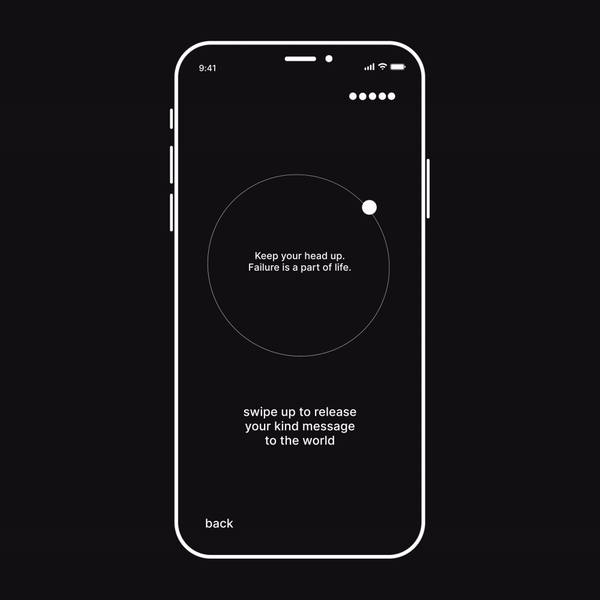 9:41
Keep your head up.
Failure is a part of life.
swipe up to release
your kind message
to the world
back